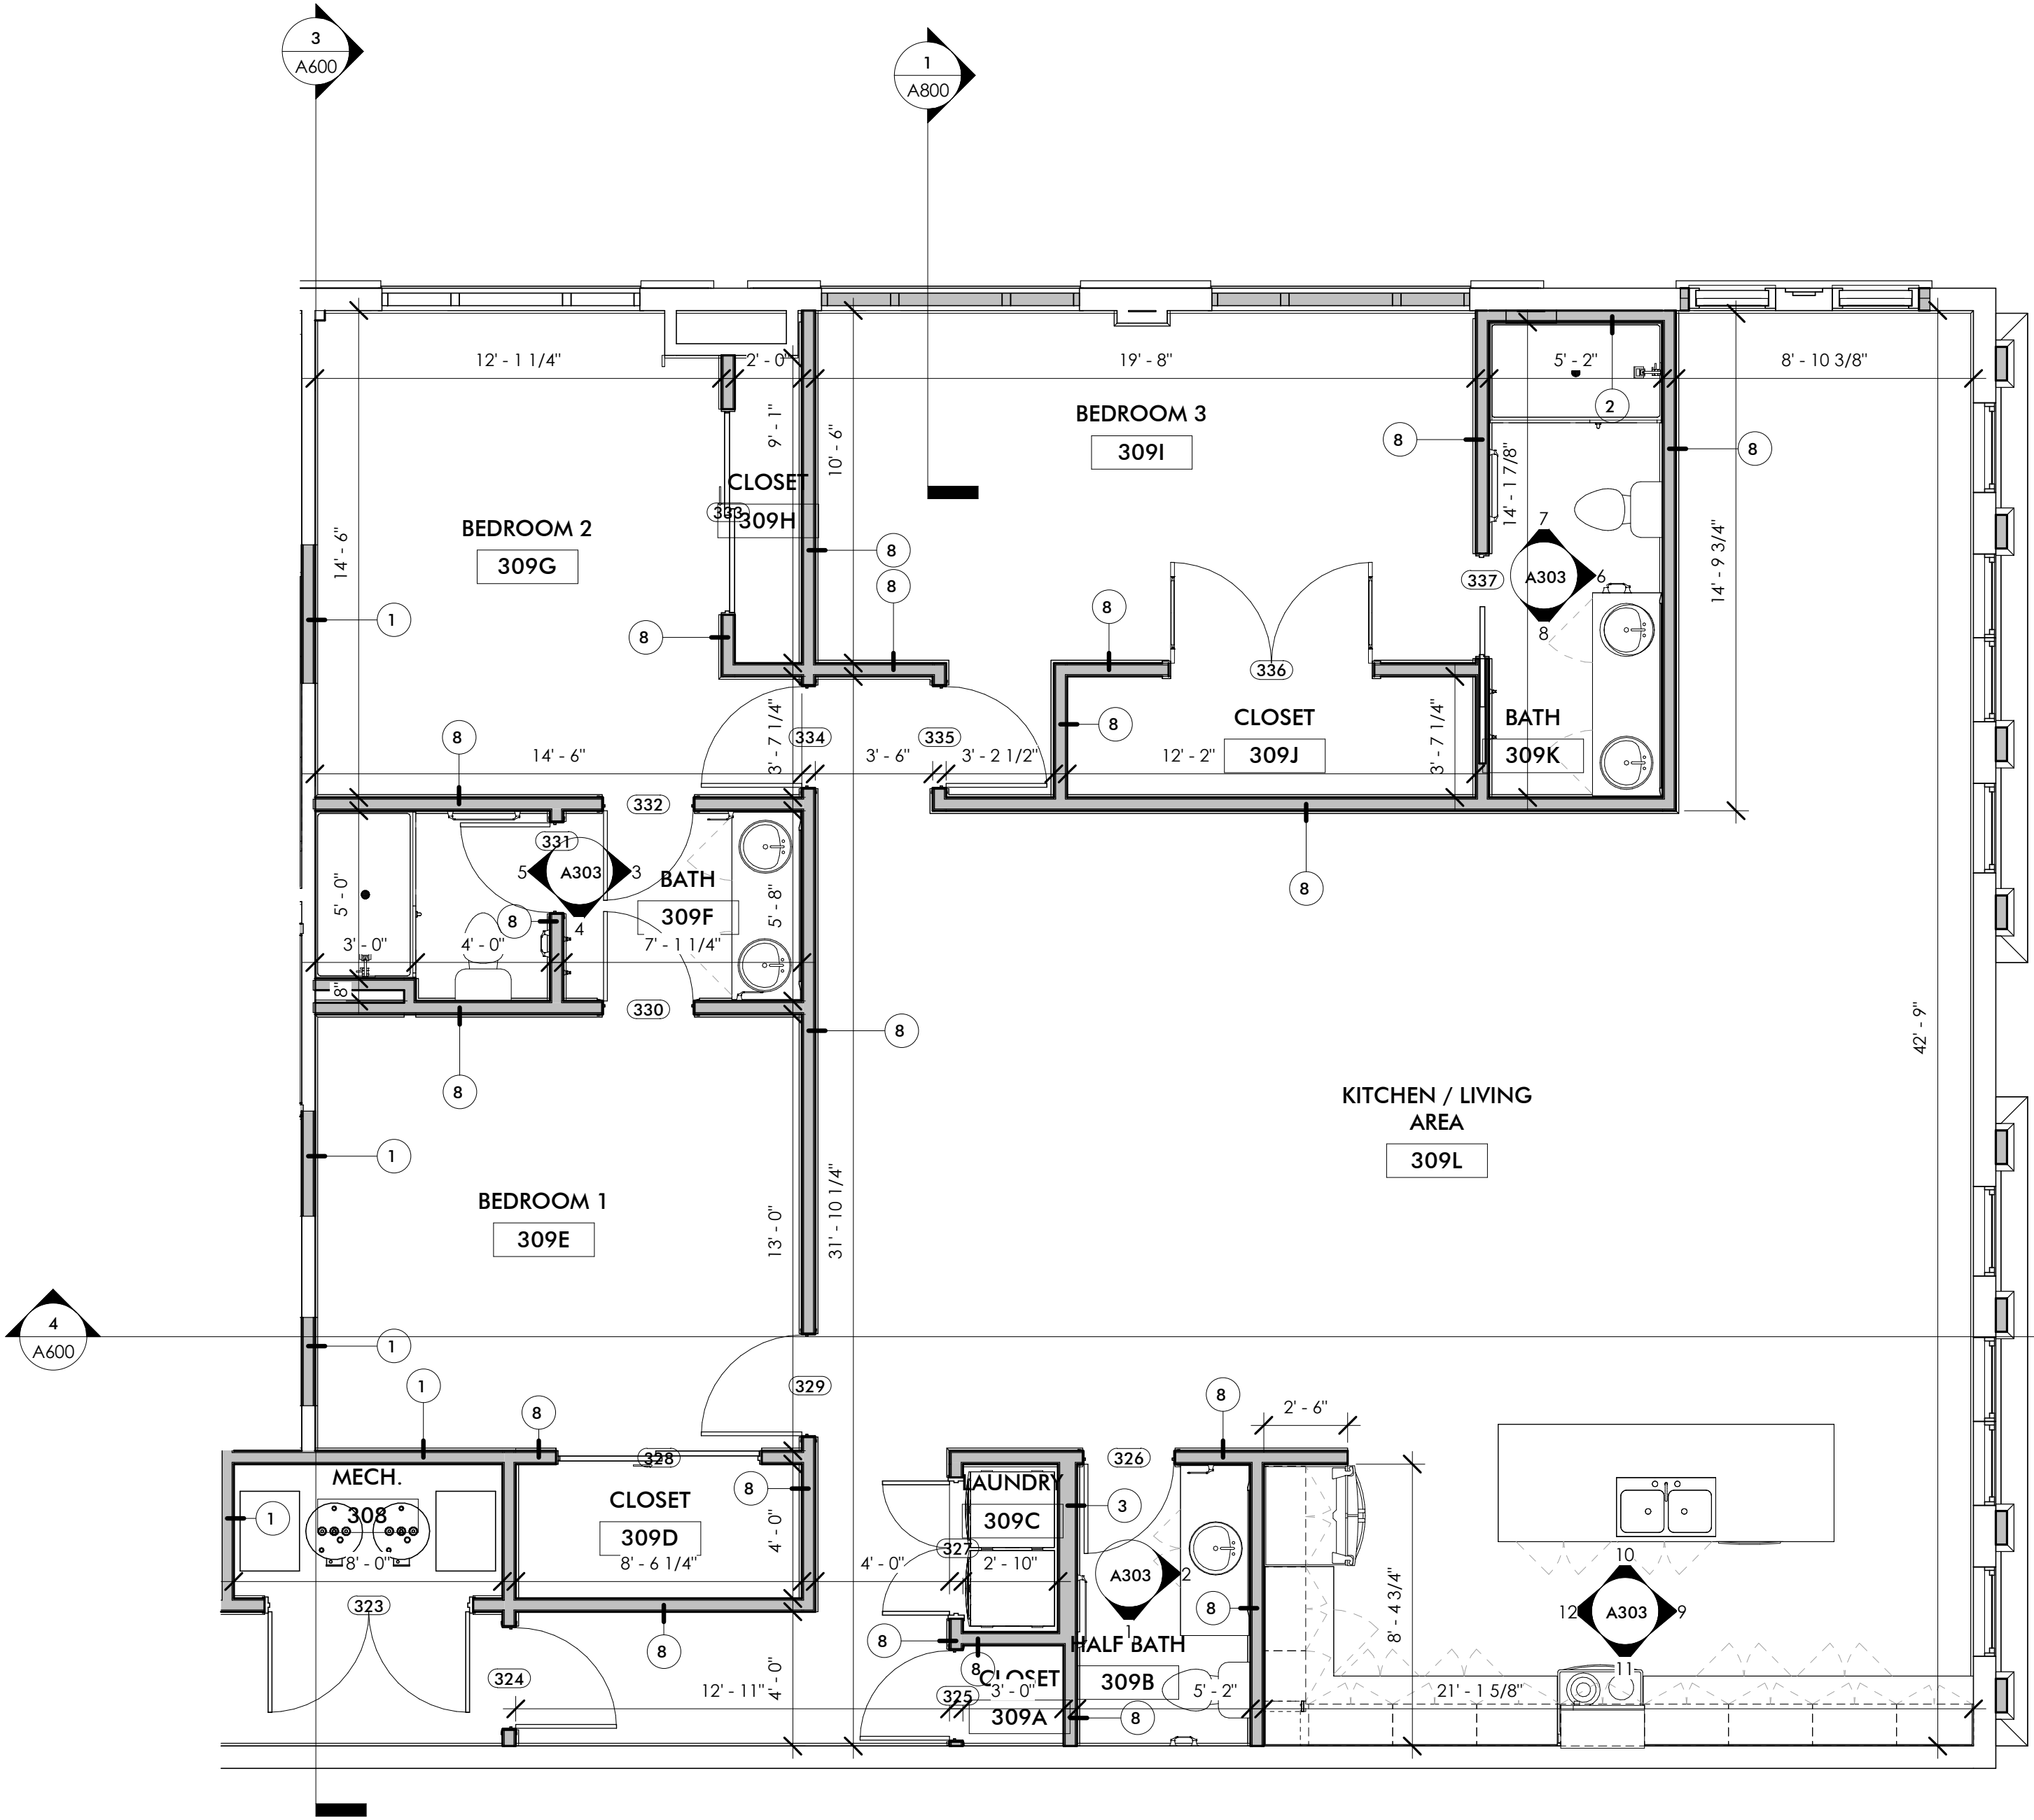 3
A600
1
A800
12' - 1 1/4"
2' - 0"
19' - 8"
5' - 2"
8' - 10 3/8"
2
BEDROOM 3
309I
9' - 1"
10' - 6"
8
8
14' - 1 7/8"
CLOSET
309H
333
BEDROOM 2
309G
14' - 6"
7
A303
6
8
337
14' - 9 3/4"
8
8
8
1
8
336
CLOSET
309J
BATH
309K
8
8
334
335
3' - 7 1/4"
3' - 7 1/4"
14' - 6"
3' - 6"
3' - 2 1/2"
12' - 2"
332
331
5
A303
3
4
BATH
309F
8
5' - 0"
5' - 8"
8
3' - 0"
4' - 0"
7' - 1 1/4"
8"
330
8
8
42' - 9"
KITCHEN / LIVING
AREA
309L
1
BEDROOM 1
309E
13' - 0"
31' - 10 1/4"
4
A600
1
1
8
329
8
2' - 6"
328
326
MECH.
308
CLOSET
309D
8
LAUNDRY
309C
3
1
8' - 0"
8' - 6 1/4"
4' - 0"
4' - 0"
327
2' - 10"
A303
2
1
8
8' - 4 3/4"
10
12
A303
9
11
323
8
8
8
HALF BATH
309B
CLOSET
309A
324
12' - 11"
4' - 0"
325
3' - 0"
5' - 2"
21' - 1 5/8"
8